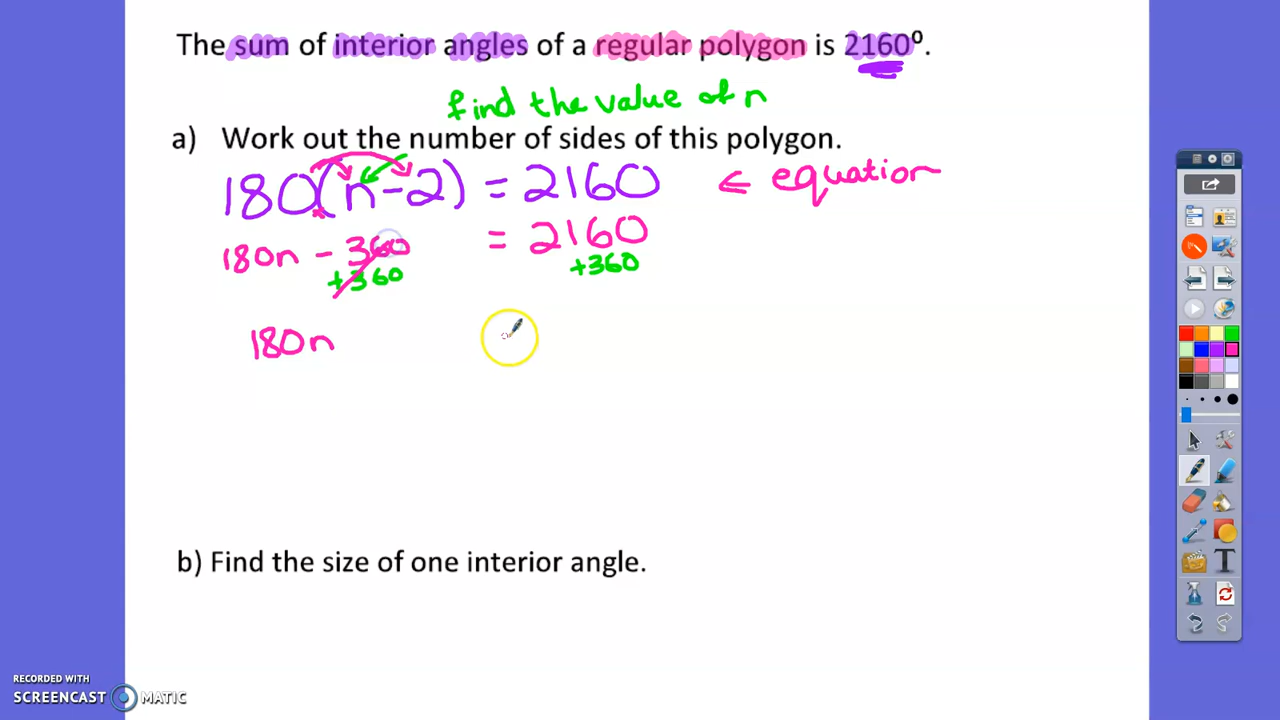 The sum of interior angles of a regular polygon is 2160⁰.
find the value of n
a) Work out the number of sides of this polygon.
180(n-2) = 2160 ⇐ equation
180n - 360 = 2160
+360 +360
180n
b) Find the size of one interior angle.
T
RECORDED WITH
SCREENCAST MATIC